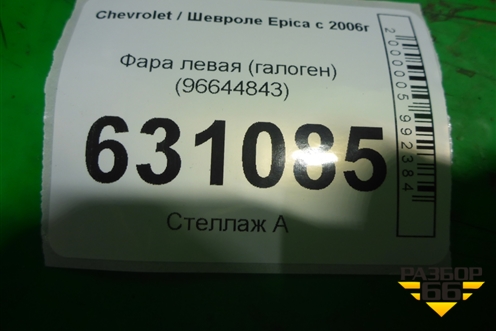 Chevrolet / Шевроле Epica с 2006г
Фара левая (галоген)
(96644843)
631085
Стеллаж А
2000005992384
РАЗБОР
66